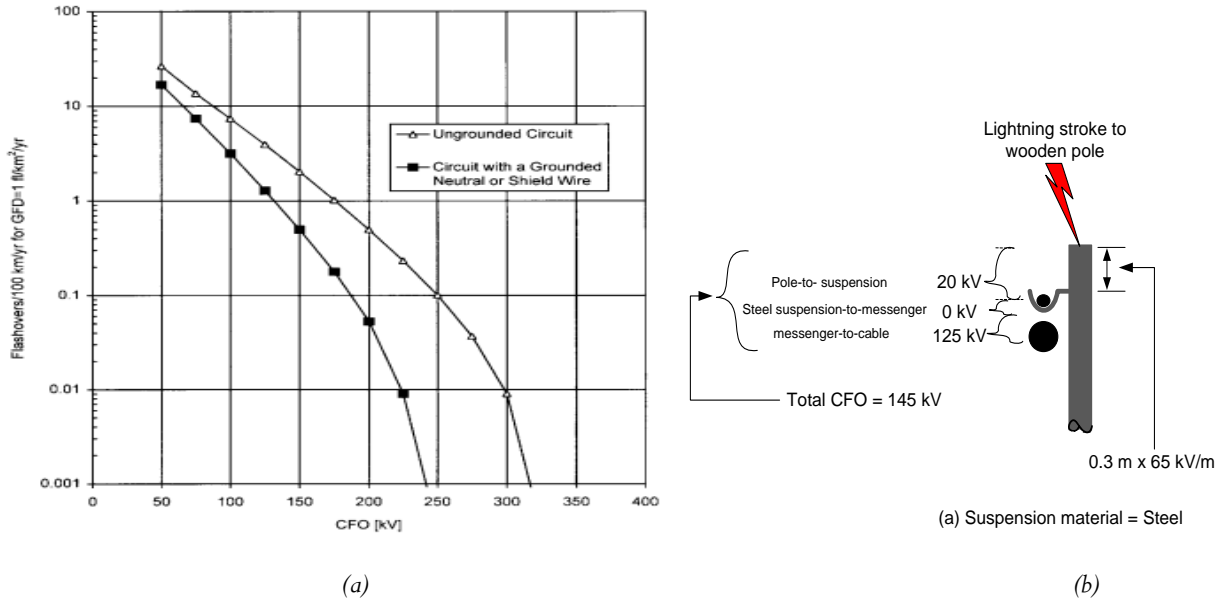 100
10
1
0.1
0.01
0.001
0
50
100
150
200
250
300
350
400
Flashovers/100 km/yr for GFD=1 fl/km²/yr
CFO [kV]
Ungrounded Circuit
Circuit with a Grounded
Neutral or Shield Wire
(a)
Lightning stroke to
wooden pole
Pole-to- suspension
20 kV
Steel suspension-to-messenger
0 kV
messenger-to-cable
125 kV
Total CFO = 145 kV
0.3 m x 65 kV/m
(a) Suspension material = Steel
(b)